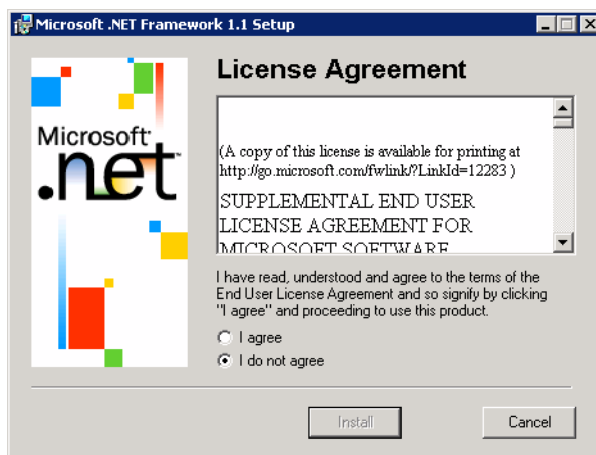 Microsoft .NET Framework 1.1 Setup
Microsoft
.net
License Agreement
(A copy of this license is available for printing at
http://go.microsoft.com/fwlink/?LinkId=12283 )
SUPPLEMENTAL END USER
LICENSE AGREEMENT FOR
MICROSOFT SOFTWARE
I have read, understood and agree to the terms of the
End User License Agreement and so signify by clicking
"I agree" and proceeding to use this product.
I agree
I do not agree
Install
Cancel